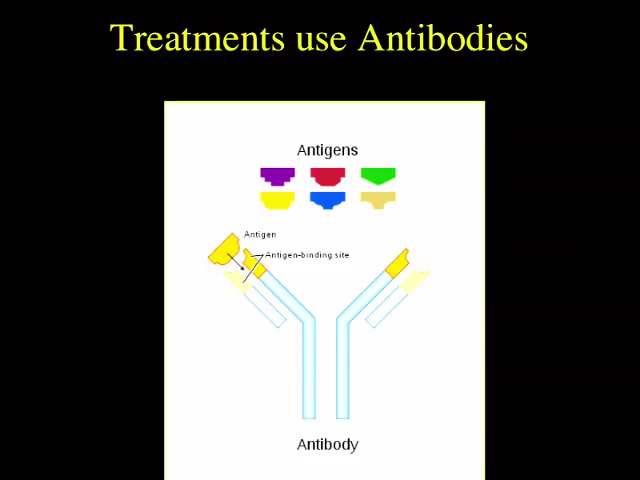 Treatments use Antibodies
Antigens
Antigen
Antigen-binding site
Antibody